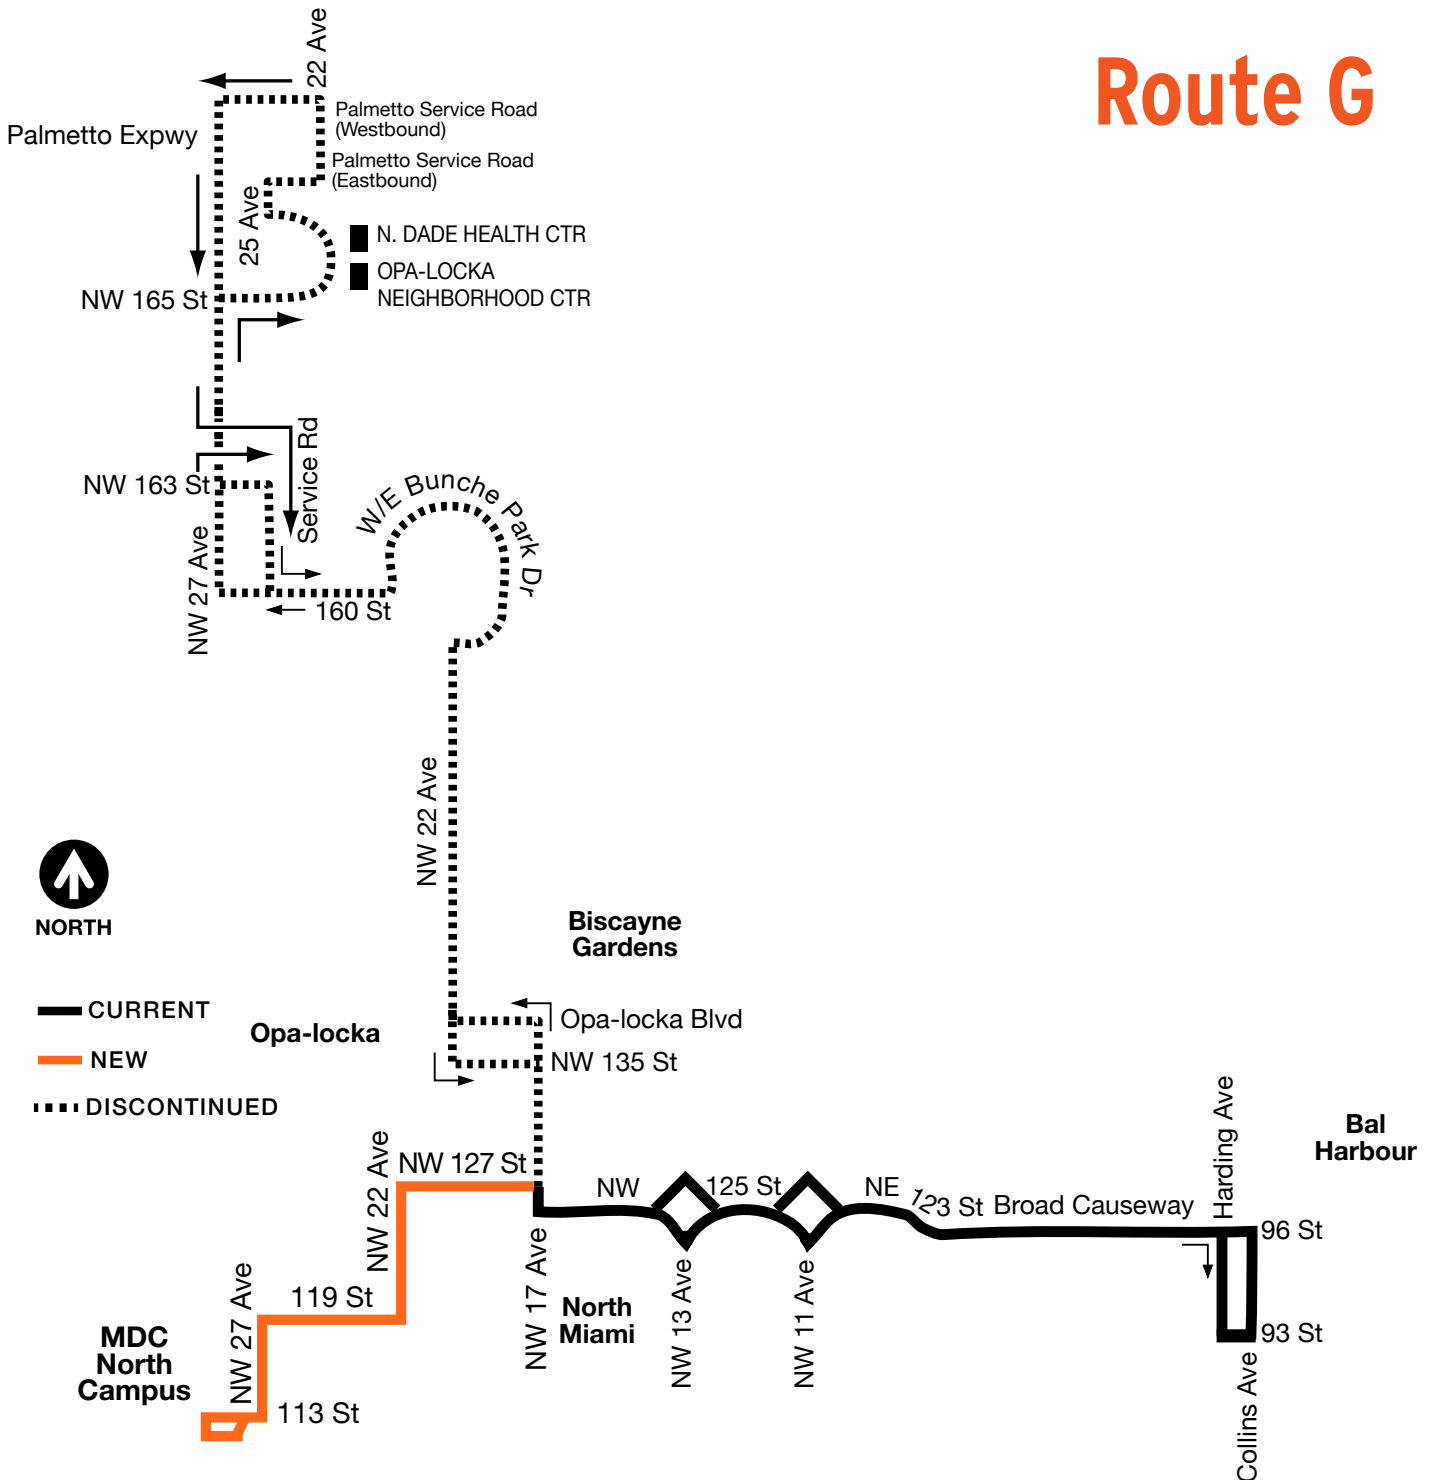 Route G
22 Ave
Palmetto Service Road
(Westbound)
Palmetto Expwy
Palmetto Service Road
(Eastbound)
25 Ave
N. DADE HEALTH CTR
OPA-LOCKA
NEIGHBORHOOD CTR
NW 165 St
Service Rd
NW 163 St
W/E Bunche Park Dr
NW 27 Ave
160 St
NW 22 Ave
NORTH
Biscayne
Gardens
CURRENT
Opa-locka
Opa-locka Blvd
NEW
NW 135 St
DISCONTINUED
Harding Ave
Bal
Harbour
NW 22 Ave
NW 127 St
NW
125 St
NE
123 St
Broad Causeway
96 St
NW 27 Ave
119 St
NW 17 Ave
North
Miami
NW 13 Ave
NW 11 Ave
93 St
MDC
North
Campus
113 St
Collins Ave